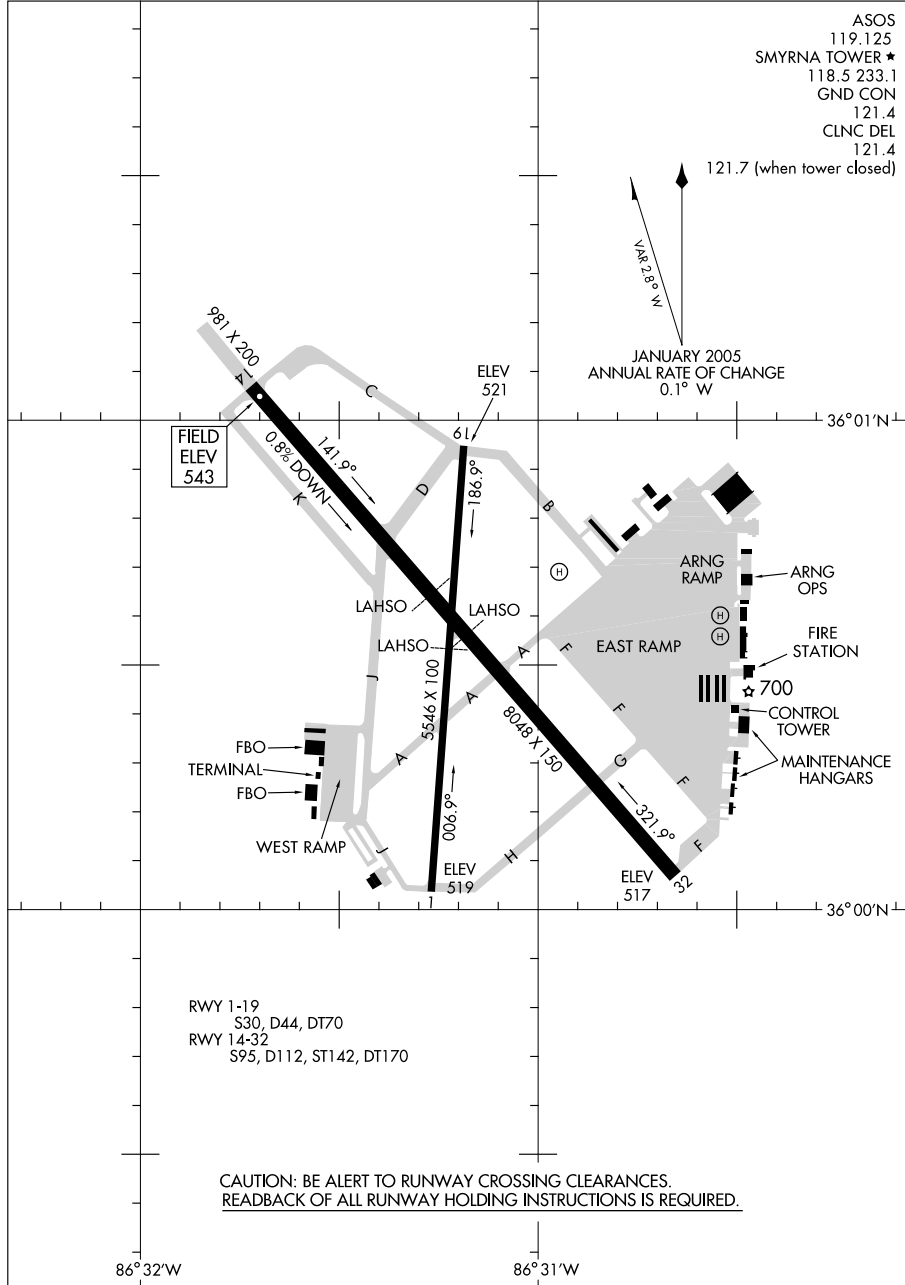 ASOS
119.125
SMYRNA TOWER ★
118.5 233.1
GND CON
121.4
CLNC DEL
121.4
121.7 (when tower closed)
VAR 2.8° W
JANUARY 2005
ANNUAL RATE OF CHANGE
0.1° W
981 X 200
14
C
ELEV
521
36°01'N
FIELD
ELEV
543
0.8% DOWN
141.9°
19
K
D
186.9°
B
H
ARNG
RAMP
ARNG
OPS
LAHSO
LAHSO
LAHSO
H
H
EAST RAMP
FIRE
STATION
A
F
J
5546 X 100
A
F
700
8048 X 150
CONTROL
TOWER
FBO
A
G
F
MAINTENANCE
HANGARS
TERMINAL
FBO
006.9°
321.9°
WEST RAMP
J
H
F
ELEV
519
ELEV
517
32
1
36°00'N
RWY 1-19
S30, D44, DT70
RWY 14-32
S95, D112, ST142, DT170
CAUTION: BE ALERT TO RUNWAY CROSSING CLEARANCES.
READBACK OF ALL RUNWAY HOLDING INSTRUCTIONS IS REQUIRED.
86°32'W
86°31'W